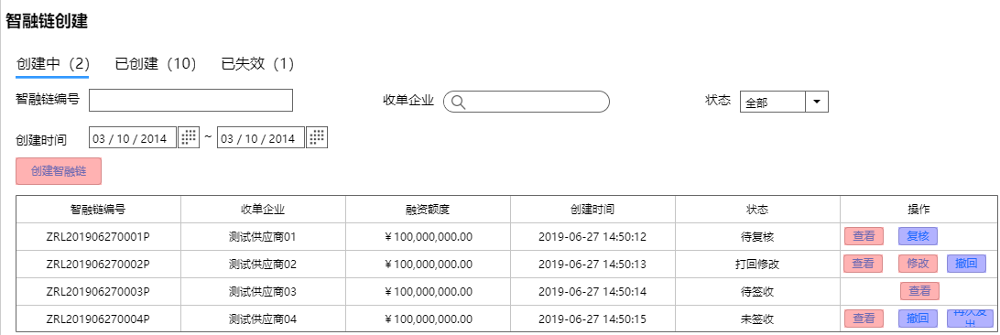 智融链创建
创建中（2） 已创建（10） 已失效（1）
智融链编号 收单企业 状态 全部
创建时间 03 / 10 / 2014 ~ 03 / 10 / 2014
创建智融链
智融链编号 收单企业 融资额度 创建时间 状态 操作
ZRL201906270001P 测试供应商01 ￥100,000,000.00 2019-06-27 14:50:12 待复核 查看 复核
ZRL201906270002P 测试供应商02 ￥100,000,000.00 2019-06-27 14:50:13 打回修改 查看 修改 撤回
ZRL201906270003P 测试供应商03 ￥100,000,000.00 2019-06-27 14:50:14 待签收 查看
ZRL201906270004P 测试供应商04 ￥100,000,000.00 2019-06-27 14:50:15 未签收 查看 撤回 再次发出